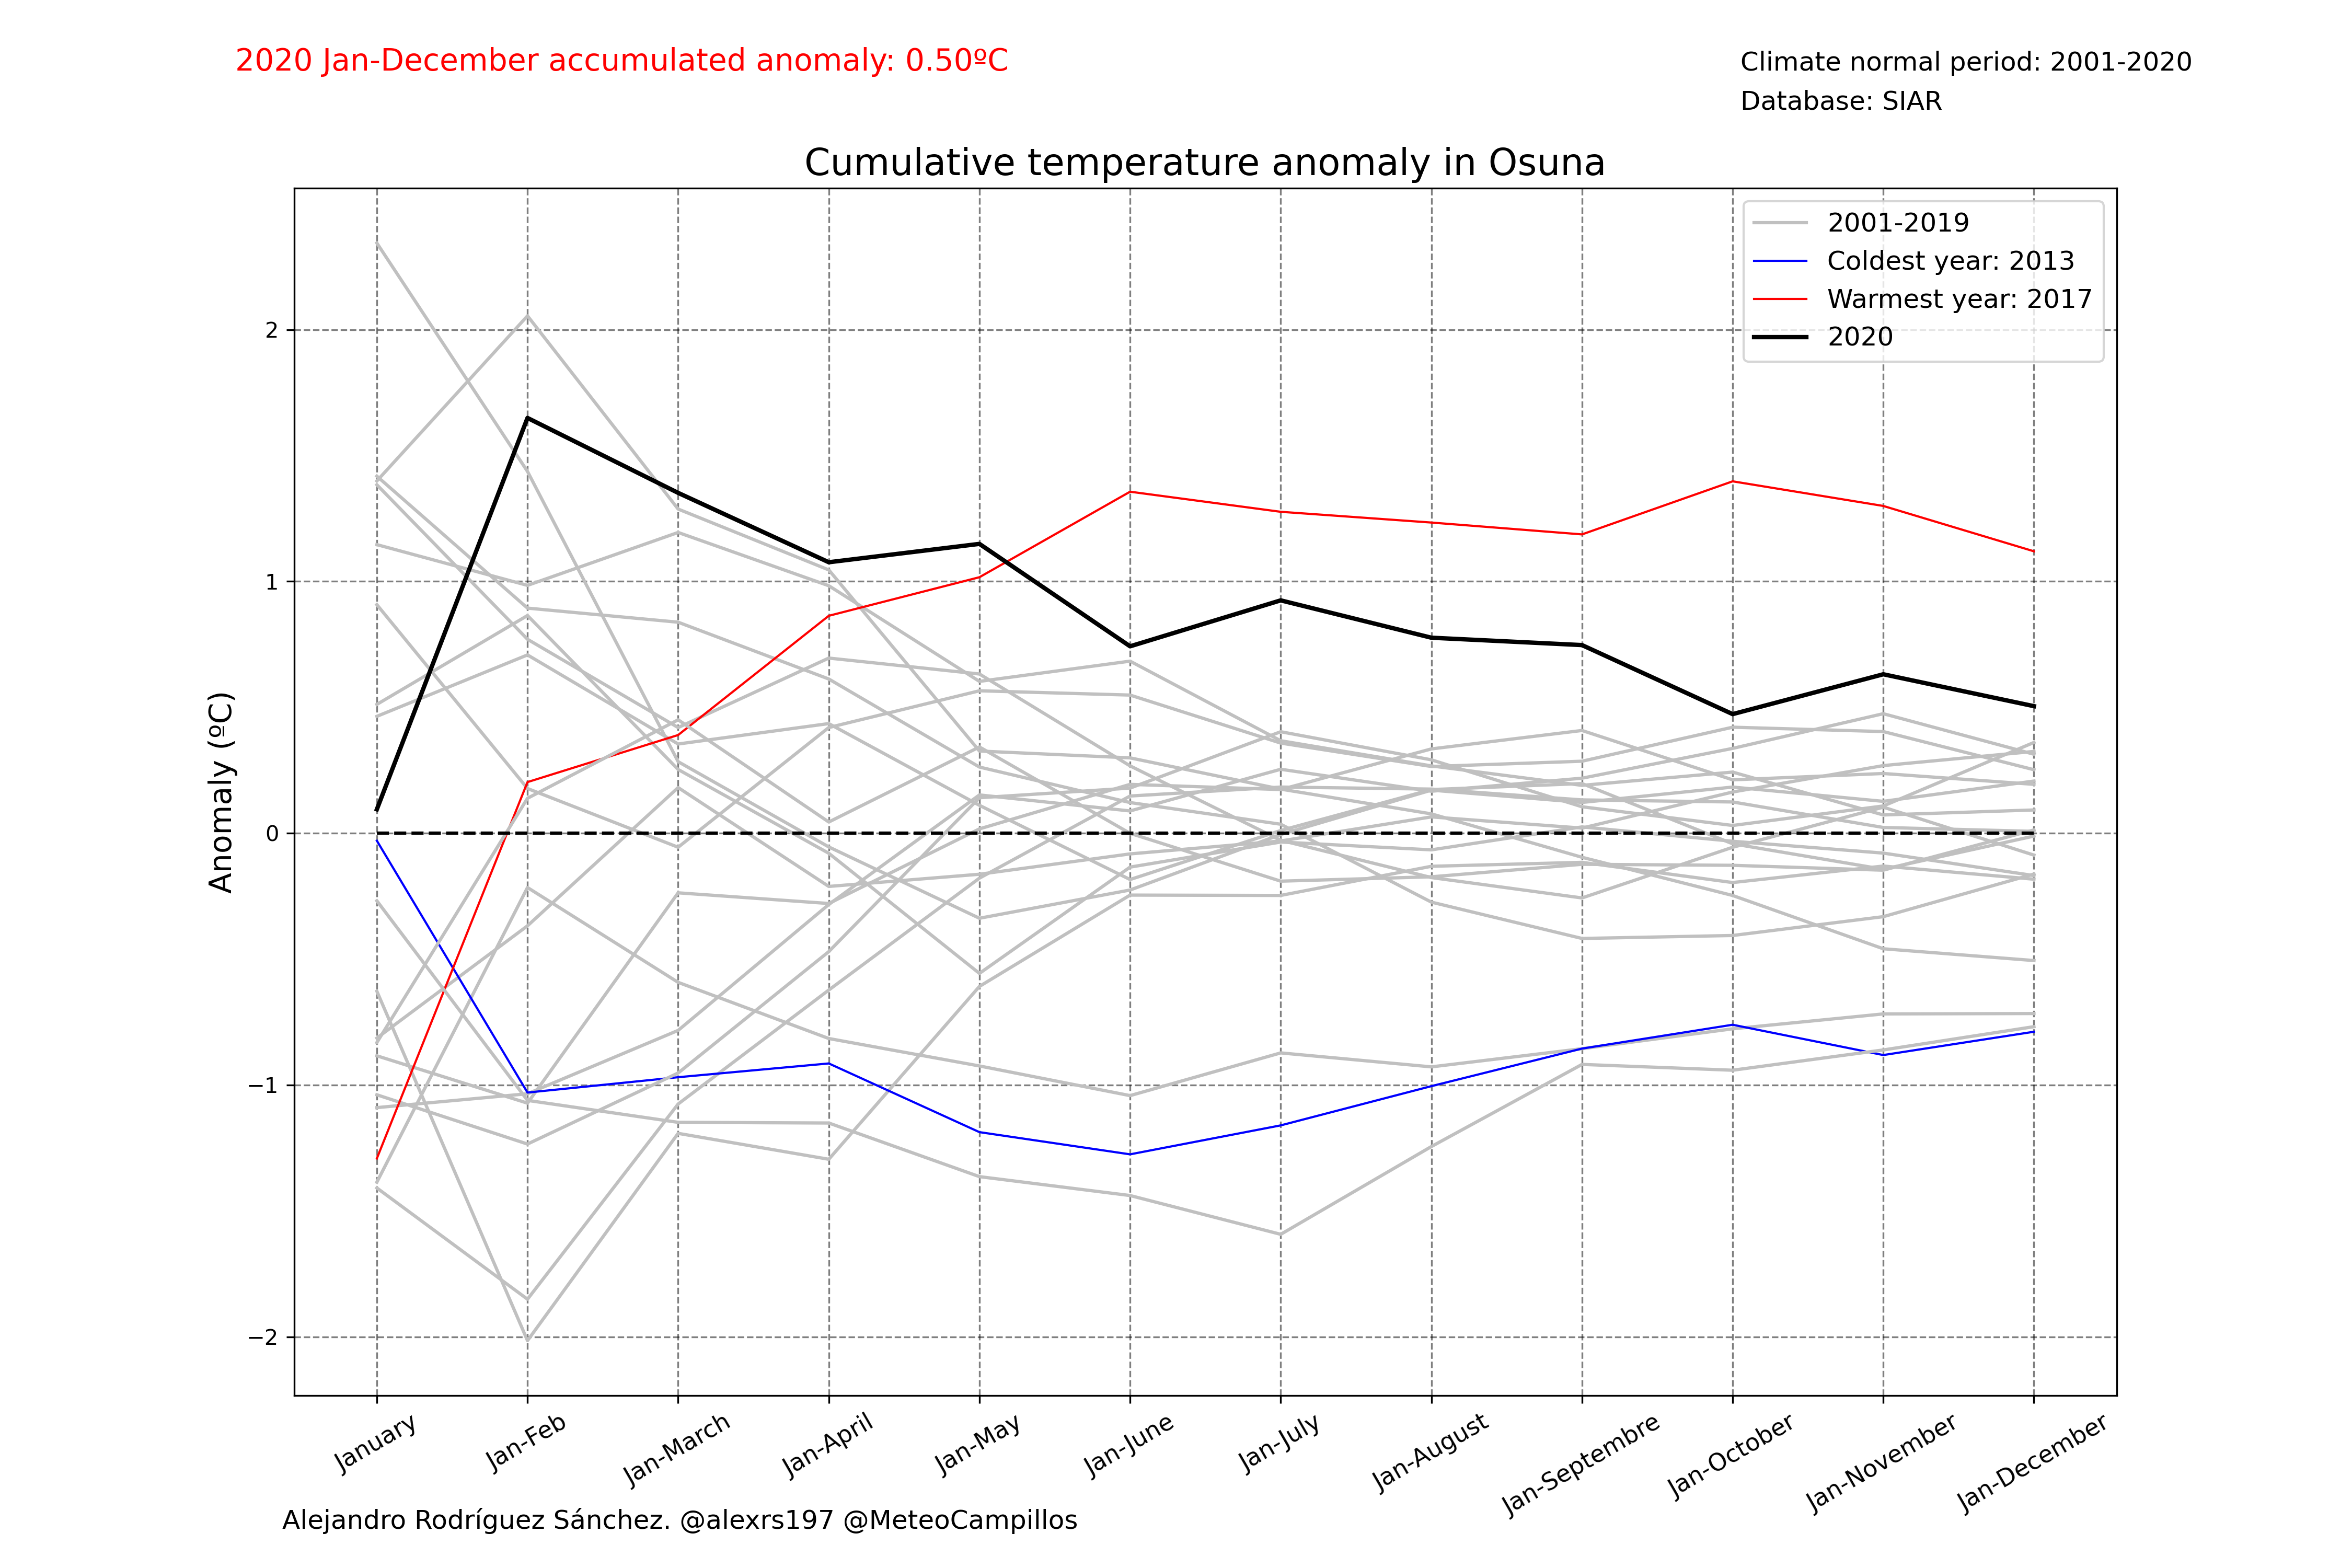 2020 Jan-December accumulated anomaly: 0.50ºC
Climate normal period: 2001-2020
Database: SIAR
Cumulative temperature anomaly in Osuna
2001-2019
Coldest year: 2013
Warmest year: 2017
2020
Anomaly (ºC)
2
1
0
−1
−2
January
Jan-Feb
Jan-March
Jan-April
Jan-May
Jan-June
Jan-July
Jan-August
Jan-Septembre
Jan-October
Jan-November
Jan-December
Alejandro Rodríguez Sánchez. @alexrs197 @MeteoCampillos